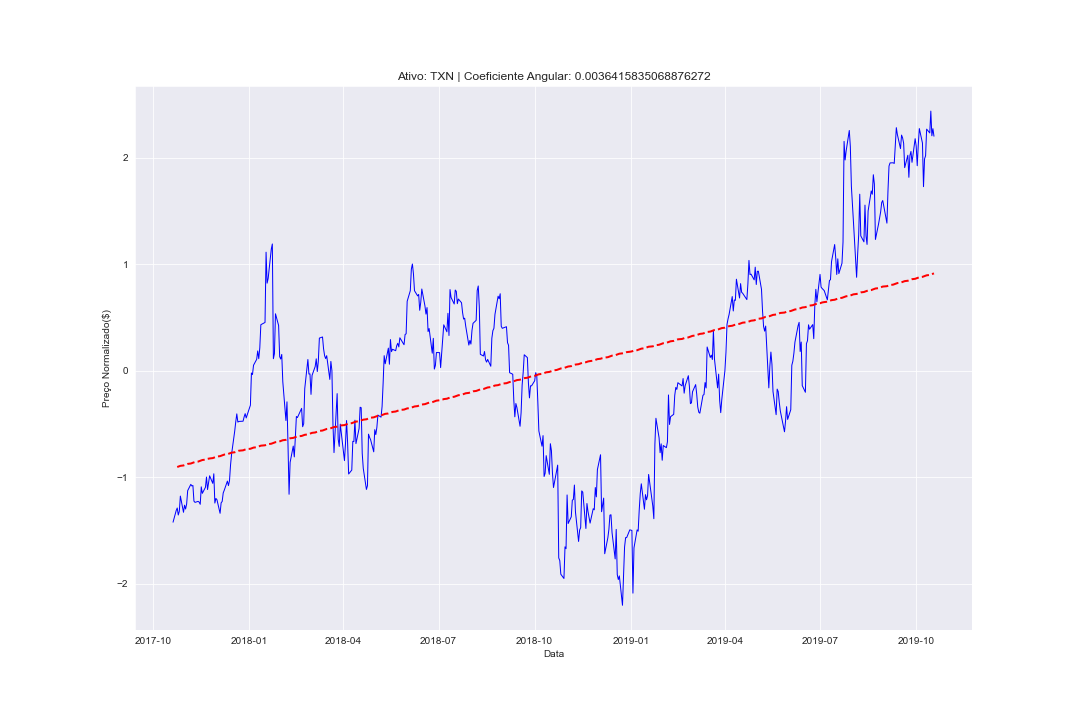 Ativo: TXN | Coeficiente Angular: 0.0036415835068876272
Preço Normalizado($)
2
1
0
−1
−2
2017-10 2018-01 2018-04 2018-07 2018-10 2019-01 2019-04 2019-07 2019-10
Data